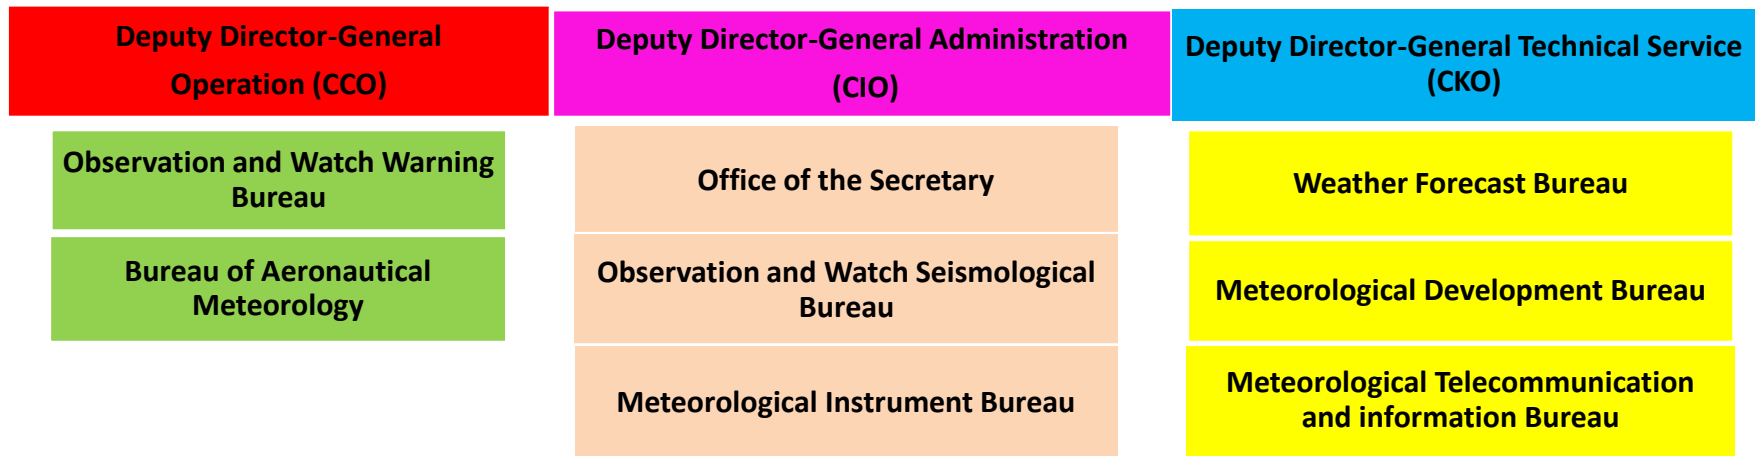 Deputy Director-General
Operation (CCO)
Observation and Watch Warning
Bureau
Bureau of Aeronautical
Meteorology
Deputy Director-General Administration
(CIO)
Office of the Secretary
Observation and Watch Seismological
Bureau
Meteorological Instrument Bureau
Deputy Director-General Technical Service
(CKO)
Weather Forecast Bureau
Meteorological Development Bureau
Meteorological Telecommunication
and information Bureau